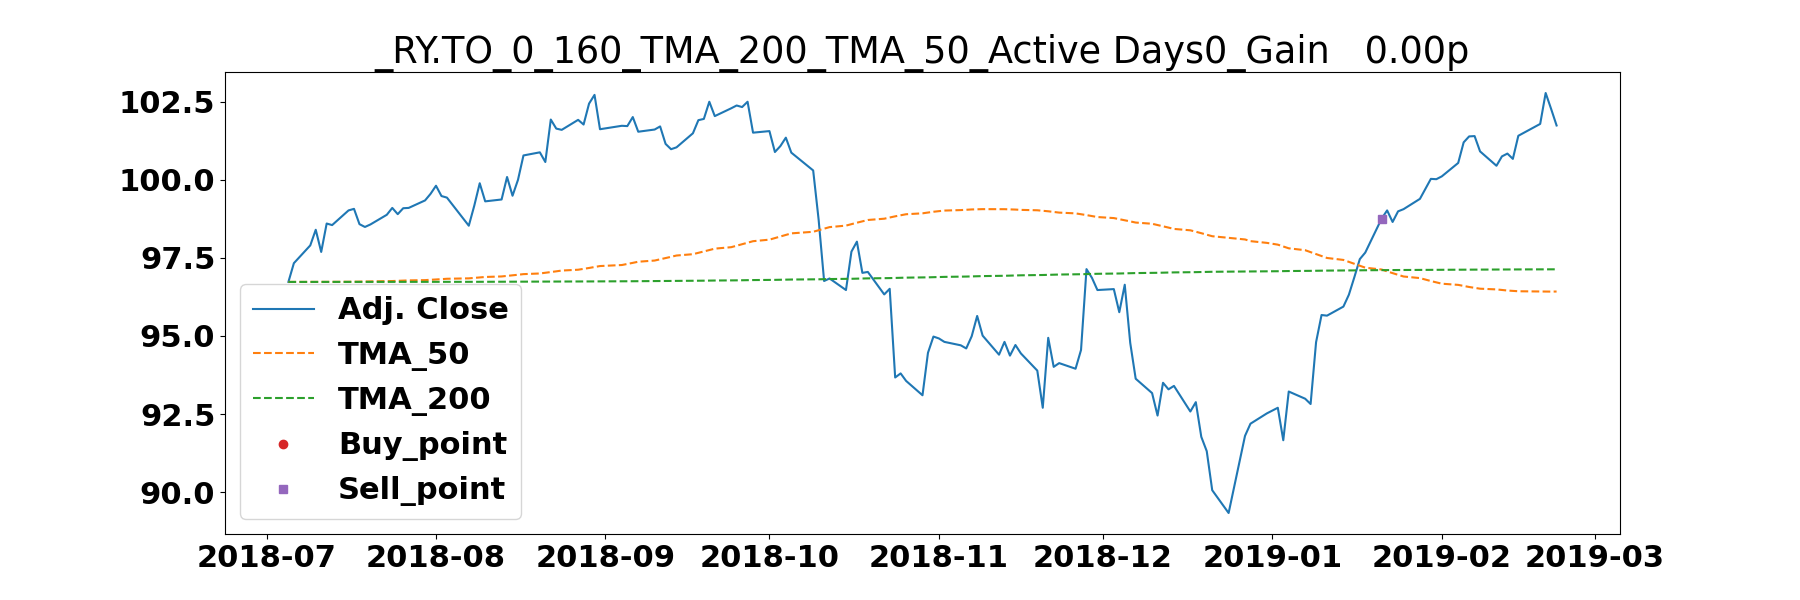 _RY.TO_0_160_TMA_200_TMA_50_Active Days0_Gain   0.00p
102.5
100.0
97.5
95.0
92.5
90.0
Adj. Close
TMA_50
TMA_200
Buy_point
Sell_point
2018-07 2018-08 2018-09 2018-10 2018-11 2018-12 2019-01 2019-02 2019-03